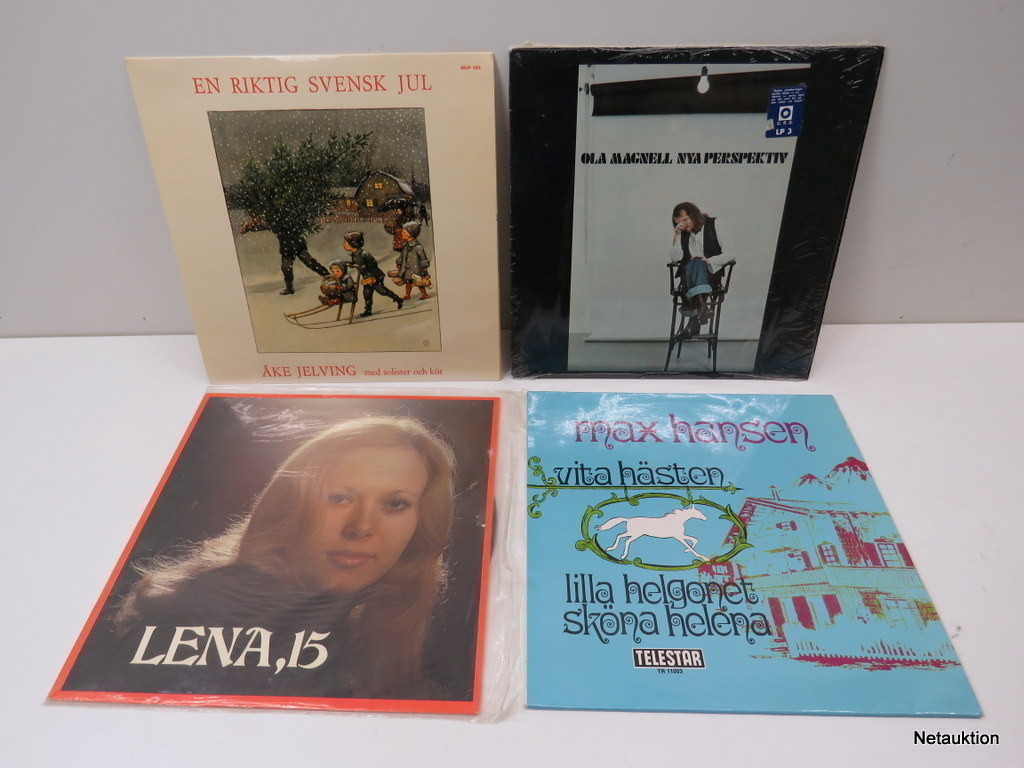 EN RIKTIG SVENSK JUL
ÅKE JELVING med solister och kör
OLA MAGNELL NYA PERSPEKTIV
LP 3
LENA,15
max hansen
vita hästen
lilla helgonet
sköna helena
TELESTAR
TR 11003
Netauktion